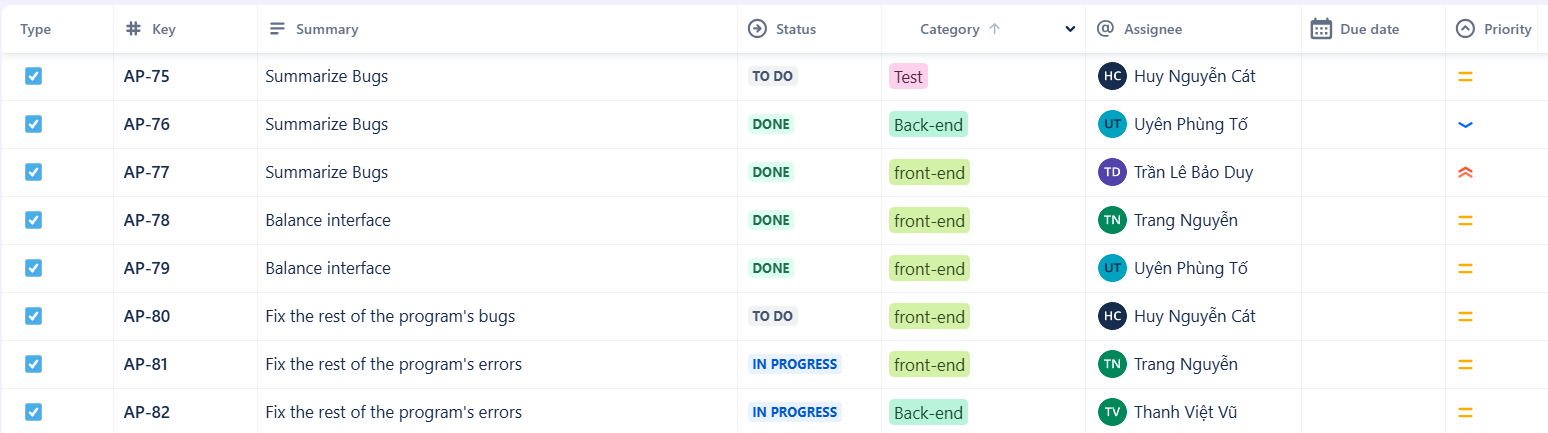 Type Key Summary Status Category Assignee Due date Priority
AP-75 Summarize Bugs TO DO Test HC Huy Nguyễn Cát
AP-76 Summarize Bugs DONE Back-end UT Uyên Phùng Tố
AP-77 Summarize Bugs DONE front-end TD Trần Lê Bảo Duy
AP-78 Balance interface DONE front-end TN Trang Nguyễn
AP-79 Balance interface DONE front-end UT Uyên Phùng Tố
AP-80 Fix the rest of the program's bugs TO DO front-end HC Huy Nguyễn Cát
AP-81 Fix the rest of the program's errors IN PROGRESS front-end TN Trang Nguyễn
AP-82 Fix the rest of the program's errors IN PROGRESS Back-end TV Thanh Việt Vũ